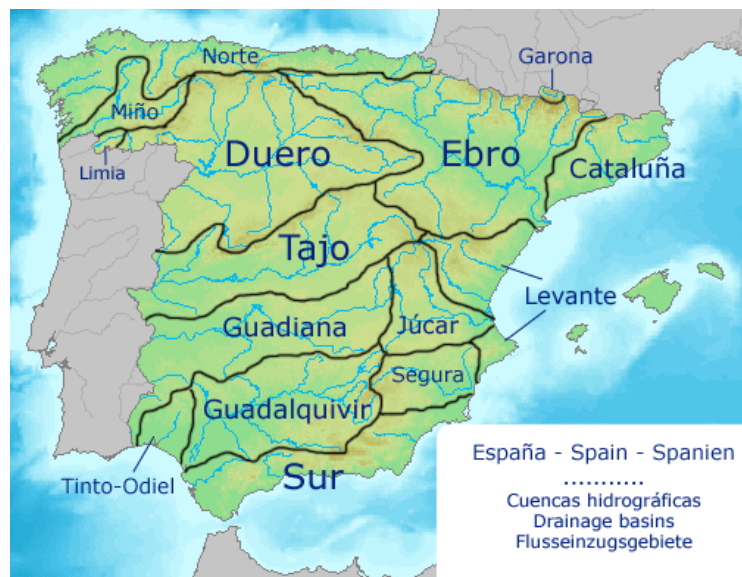 Norte
Garona
Miño
Limia
Duero
Ebro
Cataluña
Tajo
Levante
Guadiana
Júcar
Segura
Guadalquivir
Tinto-Odiel
Sur
España - Spain - Spanien
...........
Cuencas hidrográficas
Drainage basins
Flusseinzugsgebiete